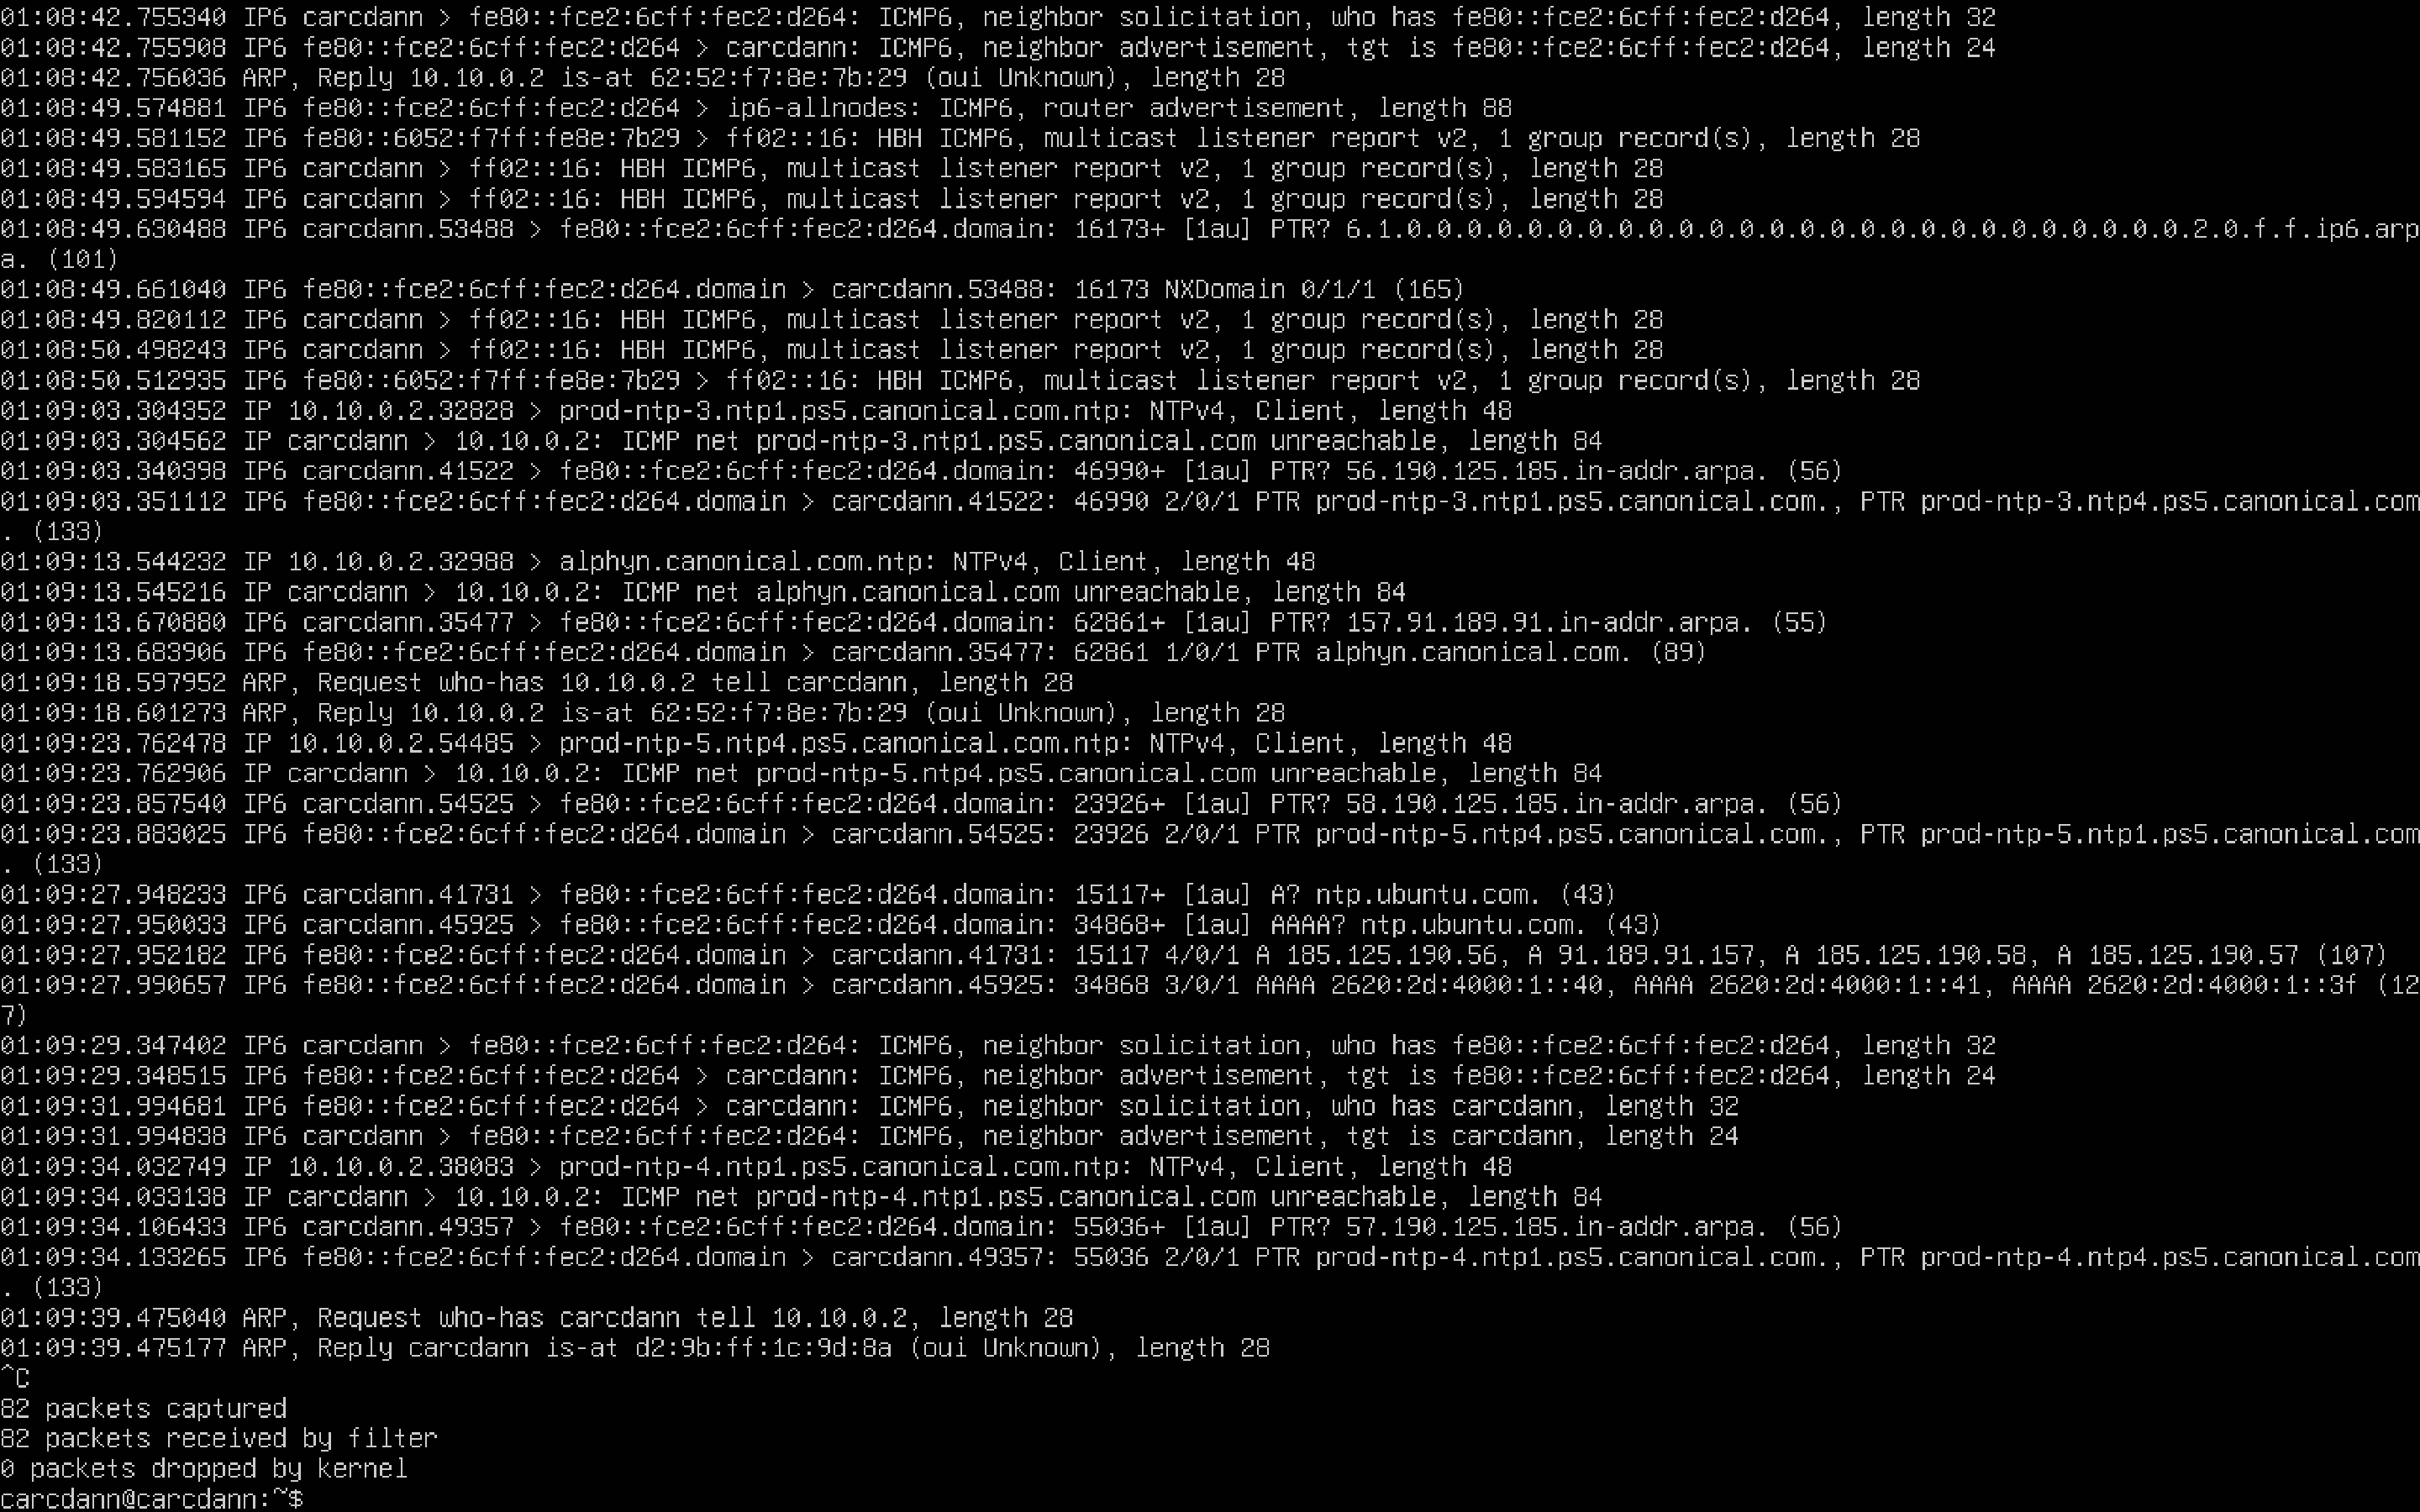 01:08:42.755340 IP6 carcdann > fe80::fce2:6cff:fec2:d264: ICMP6, neighbor solicitation, who has fe80::fce2:6cff:fec2:d264, length 32
01:08:42.755908 IP6 fe80::fce2:6cff:fec2:d264 > carcdann: ICMP6, neighbor advertisement, tgt is fe80::fce2:6cff:fec2:d264, length 24
01:08:42.756036 ARP, Reply 10.10.0.2 is-at 62:52:f7:8e:7b:29 (oui Unknown), length 28
01:08:49.574881 IP6 fe80::fce2:6cff:fec2:d264 > ip6-allnodes: ICMP6, router advertisement, length 88
01:08:49.581152 IP6 fe80::6052:f7ff:fe8e:7b29 > ff02::16: HBH ICMP6, multicast listener report v2, 1 group record(s), length 28
01:08:49.583165 IP6 carcdann > ff02::16: HBH ICMP6, multicast listener report v2, 1 group record(s), length 28
01:08:49.594594 IP6 carcdann > ff02::16: HBH ICMP6, multicast listener report v2, 1 group record(s), length 28
01:08:49.630488 IP6 carcdann.53488 > fe80::fce2:6cff:fec2:d264.domain: 16173+ [1au] PTR? 6.1.0.0.0.0.0.0.0.0.0.0.0.0.0.0.0.0.0.0.0.0.0.0.0.0.0.0.2.0.f.f.ip6.arp
a. (101)
01:08:49.661040 IP6 fe80::fce2:6cff:fec2:d264.domain > carcdann.53488: 16173 NXDomain 0/1/1 (165)
01:08:49.820112 IP6 carcdann > ff02::16: HBH ICMP6, multicast listener report v2, 1 group record(s), length 28
01:08:50.498243 IP6 carcdann > ff02::16: HBH ICMP6, multicast listener report v2, 1 group record(s), length 28
01:08:50.512935 IP6 fe80::6052:f7ff:fe8e:7b29 > ff02::16: HBH ICMP6, multicast listener report v2, 1 group record(s), length 28
01:09:03.304352 IP 10.10.0.2.32828 > prod-ntp-3.ntp1.ps5.canonical.com.ntp: NTPv4, Client, length 48
01:09:03.304562 IP carcdann > 10.10.0.2: ICMP net prod-ntp-3.ntp1.ps5.canonical.com unreachable, length 84
01:09:03.340398 IP6 carcdann.41522 > fe80::fce2:6cff:fec2:d264.domain: 46990+ [1au] PTR? 56.190.125.185.in-addr.arpa. (56)
01:09:03.351112 IP6 fe80::fce2:6cff:fec2:d264.domain > carcdann.41522: 46990 2/0/1 PTR prod-ntp-3.ntp1.ps5.canonical.com., PTR prod-ntp-3.ntp4.ps5.canonical.com
. (133)
01:09:13.544232 IP 10.10.0.2.32988 > alphyn.canonical.com.ntp: NTPv4, Client, length 48
01:09:13.545216 IP carcdann > 10.10.0.2: ICMP net alphyn.canonical.com unreachable, length 84
01:09:13.670880 IP6 carcdann.35477 > fe80::fce2:6cff:fec2:d264.domain: 62861+ [1au] PTR? 157.91.189.91.in-addr.arpa. (55)
01:09:13.683906 IP6 fe80::fce2:6cff:fec2:d264.domain > carcdann.35477: 62861 1/0/1 PTR alphyn.canonical.com. (89)
01:09:18.597952 ARP, Request who-has 10.10.0.2 tell carcdann, length 28
01:09:18.601273 ARP, Reply 10.10.0.2 is-at 62:52:f7:8e:7b:29 (oui Unknown), length 28
01:09:23.762478 IP 10.10.0.2.54485 > prod-ntp-5.ntp4.ps5.canonical.com.ntp: NTPv4, Client, length 48
01:09:23.762906 IP carcdann > 10.10.0.2: ICMP net prod-ntp-5.ntp4.ps5.canonical.com unreachable, length 84
01:09:23.857540 IP6 carcdann.54525 > fe80::fce2:6cff:fec2:d264.domain: 23926+ [1au] PTR? 58.190.125.185.in-addr.arpa. (56)
01:09:23.883025 IP6 fe80::fce2:6cff:fec2:d264.domain > carcdann.54525: 23926 2/0/1 PTR prod-ntp-5.ntp4.ps5.canonical.com., PTR prod-ntp-5.ntp1.ps5.canonical.com
. (133)
01:09:27.948233 IP6 carcdann.41731 > fe80::fce2:6cff:fec2:d264.domain: 15117+ [1au] A? ntp.ubuntu.com. (43)
01:09:27.950033 IP6 carcdann.45925 > fe80::fce2:6cff:fec2:d264.domain: 34868+ [1au] AAAA? ntp.ubuntu.com. (43)
01:09:27.952182 IP6 fe80::fce2:6cff:fec2:d264.domain > carcdann.41731: 15117 4/0/1 A 185.125.190.56, A 91.189.91.157, A 185.125.190.58, A 185.125.190.57 (107)
01:09:27.990657 IP6 fe80::fce2:6cff:fec2:d264.domain > carcdann.45925: 34868 3/0/1 AAAA 2620:2d:4000:1::40, AAAA 2620:2d:4000:1::41, AAAA 2620:2d:4000:1::3f (12
7)
01:09:29.347402 IP6 carcdann > fe80::fce2:6cff:fec2:d264: ICMP6, neighbor solicitation, who has fe80::fce2:6cff:fec2:d264, length 32
01:09:29.348515 IP6 fe80::fce2:6cff:fec2:d264 > carcdann: ICMP6, neighbor advertisement, tgt is fe80::fce2:6cff:fec2:d264, length 24
01:09:31.994681 IP6 fe80::fce2:6cff:fec2:d264 > carcdann: ICMP6, neighbor solicitation, who has carcdann, length 32
01:09:31.994838 IP6 carcdann > fe80::fce2:6cff:fec2:d264: ICMP6, neighbor advertisement, tgt is carcdann, length 24
01:09:34.032749 IP 10.10.0.2.38083 > prod-ntp-4.ntp1.ps5.canonical.com.ntp: NTPv4, Client, length 48
01:09:34.033138 IP carcdann > 10.10.0.2: ICMP net prod-ntp-4.ntp1.ps5.canonical.com unreachable, length 84
01:09:34.106433 IP6 carcdann.49357 > fe80::fce2:6cff:fec2:d264.domain: 55036+ [1au] PTR? 57.190.125.185.in-addr.arpa. (56)
01:09:34.133265 IP6 fe80::fce2:6cff:fec2:d264.domain > carcdann.49357: 55036 2/0/1 PTR prod-ntp-4.ntp1.ps5.canonical.com., PTR prod-ntp-4.ntp4.ps5.canonical.com
. (133)
01:09:39.475040 ARP, Request who-has carcdann tell 10.10.0.2, length 28
01:09:39.475177 ARP, Reply carcdann is-at d2:9b:ff:1c:9d:8a (oui Unknown), length 28
^C
82 packets captured
82 packets received by filter
0 packets dropped by kernel
carcdann@carcdann:~$